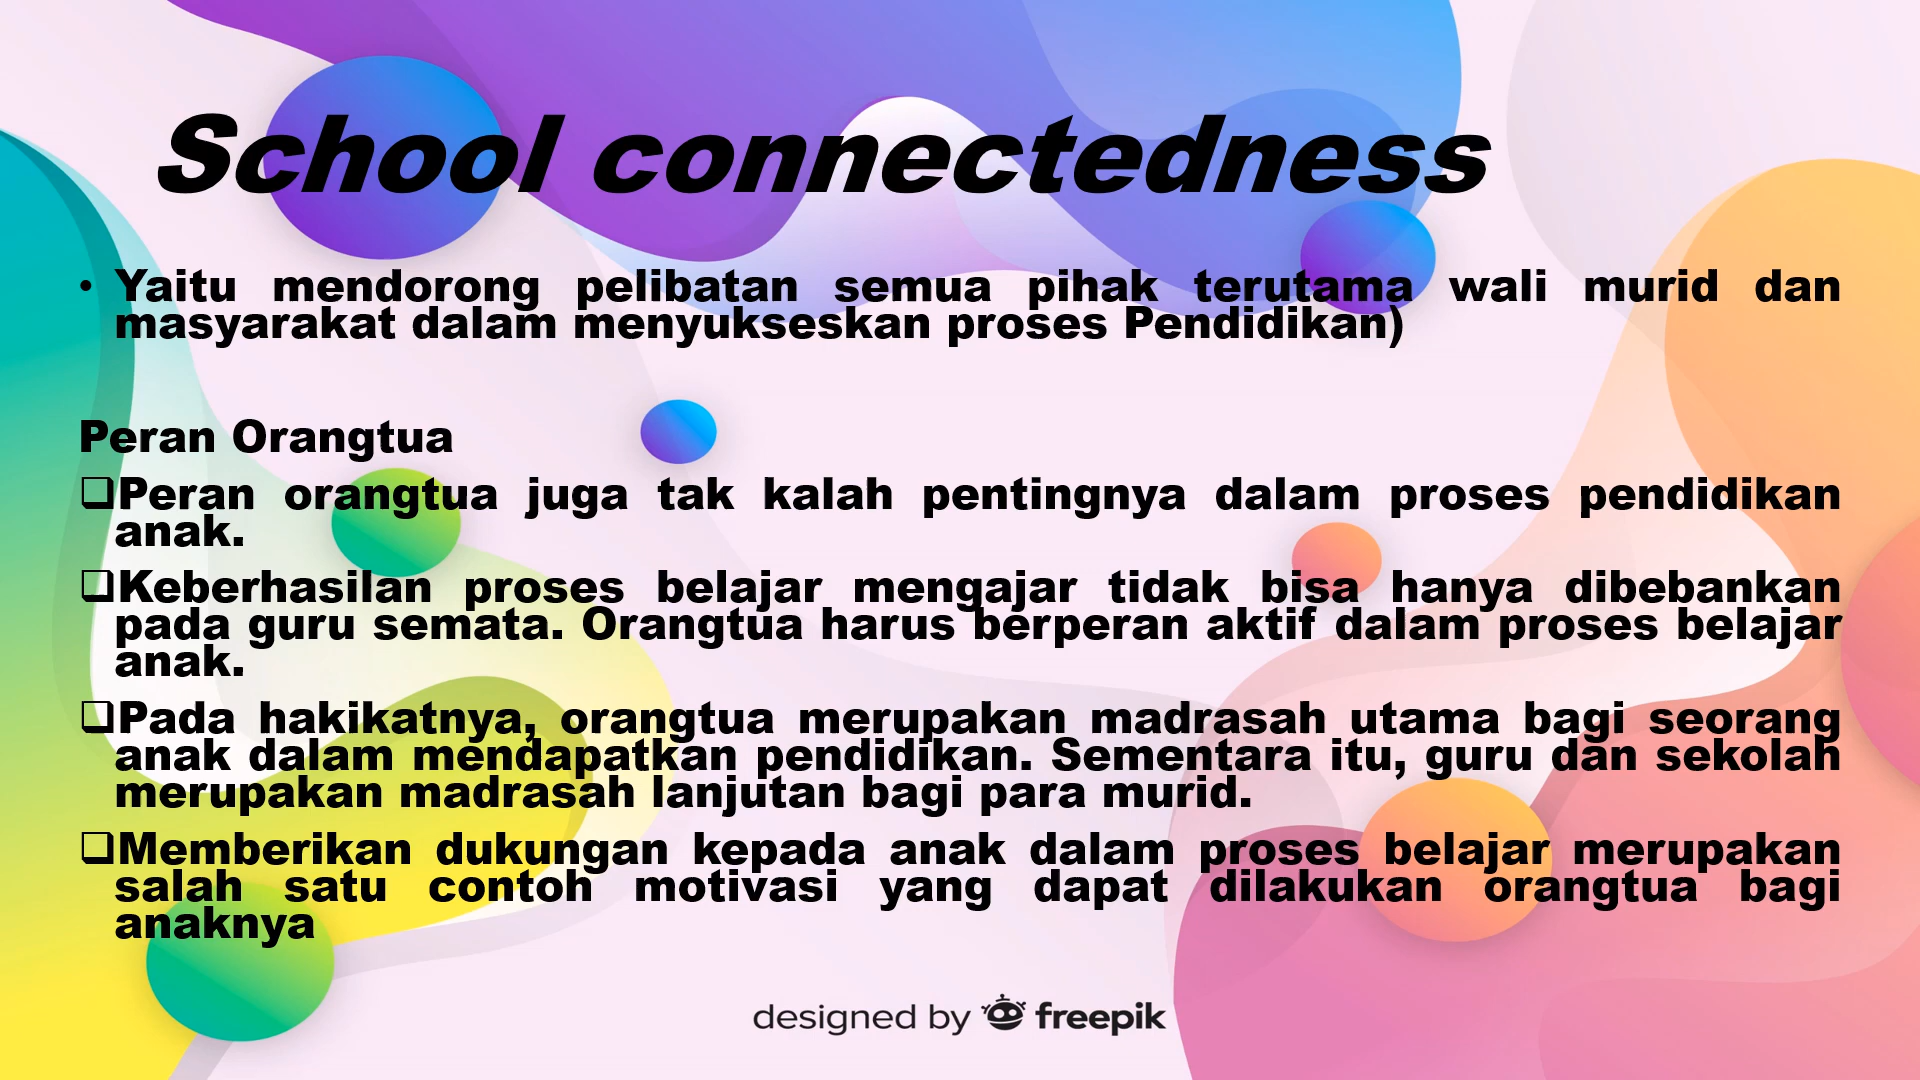 School connectedness
• Yaitu mendorong pelibatan semua pihak terutama wali murid dan
masyarakat dalam menyukseskan proses Pendidikan)
Peran Orangtua
❑Peran orangtua juga tak kalah pentingnya dalam proses pendidikan
anak.
❑Keberhasilan proses belajar mengajar tidak bisa hanya dibebankan
pada guru semata. Orangtua harus berperan aktif dalam proses belajar
anak.
❑Pada hakikatnya, orangtua merupakan madrasah utama bagi seorang
anak dalam mendapatkan pendidikan. Sementara itu, guru dan sekolah
merupakan madrasah lanjutan bagi para murid.
❑Memberikan dukungan kepada anak dalam proses belajar merupakan
salah satu contoh motivasi yang dapat dilakukan orangtua bagi
anaknya
designed by freepik